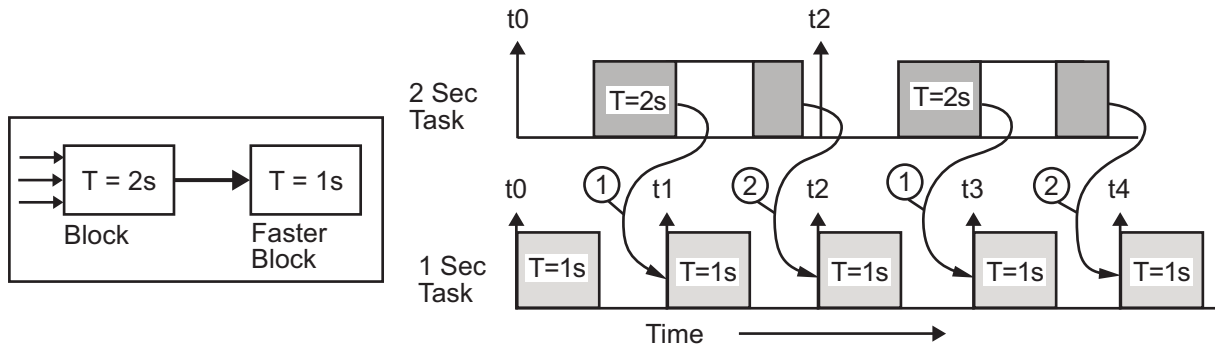 T = 2s
T = 1s
Block
Faster
Block
t0
t2
2 Sec
Task
T=2s
T=2s
t0
1
t1
2
t2
1
t3
2
t4
1 Sec
Task
T=1s
T=1s
T=1s
T=1s
T=1s
Time